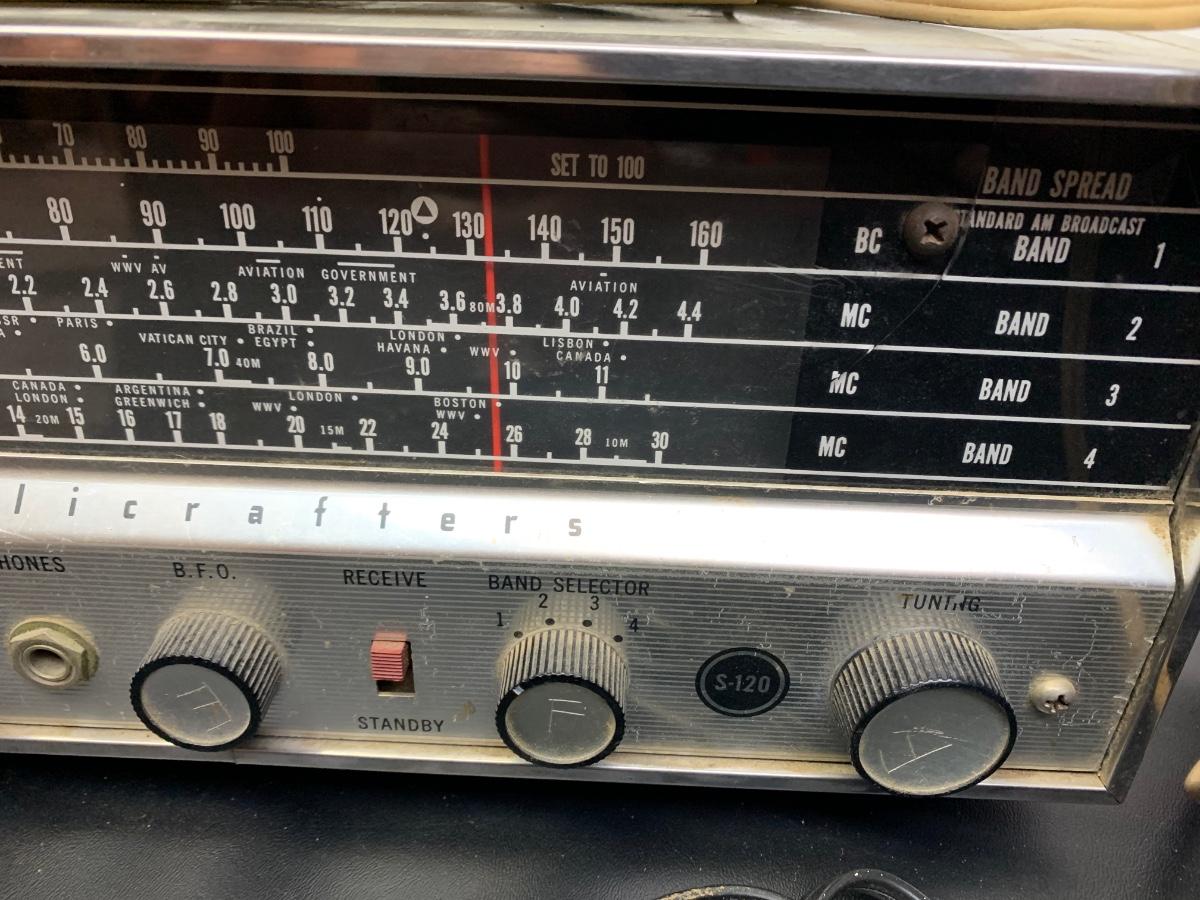 70 80 90 100 SET TO 100 BAND SPREAD
STANDARD AM BROADCAST
80 90 100 110 120 130 140 150 160 BC BAND 1
ENT WWV AV AVIATION GOVERNMENT AVIATION
2.2 2.4 2.6 2.8 3.0 3.2 3.4 3.6 80M 3.8 4.0 4.2 4.4 MC BAND 2
SR PARIS BRAZIL LONDON LISBON
VATICAN CITY EGYPT HAVANA WWV CANADA
6.0 7.0 40M 8.0 9.0 10 11 MC BAND 3
CANADA ARGENTINA LONDON BOSTON
LONDON GREENWICH WWV WWV
14 20M 15 16 17 18 20 15M 22 24 26 28 10M 30 MC BAND 4
licrafters
HONES B.F.O. RECEIVE BAND SELECTOR TUNING
1 2 3 4
S-120
STANDBY